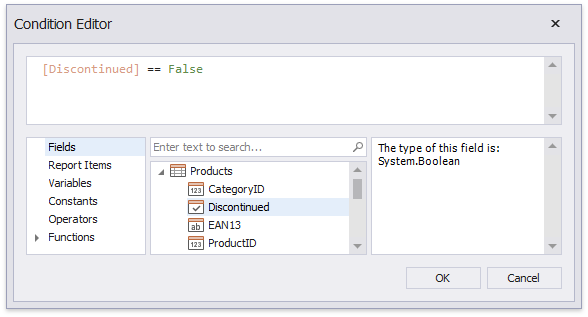 Condition Editor
[Discontinued] == False
Fields
Report Items
Variables
Constants
Operators
Functions
Enter text to search...
Products
123 CategoryID
Discontinued
ab EAN13
123 ProductID
The type of this field is:
System.Boolean
OK
Cancel